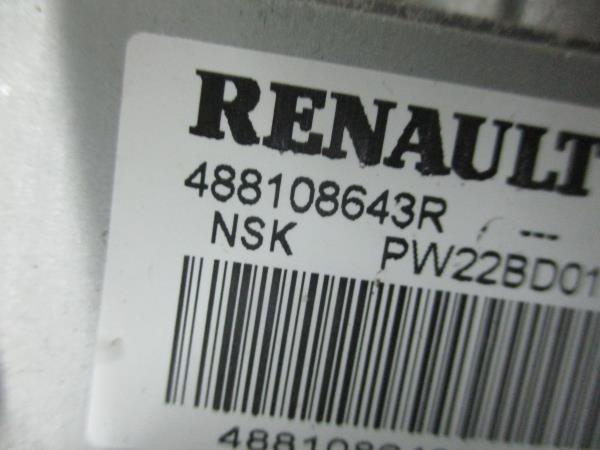 RENAULT
488108643R ---
NSK PW22BD01